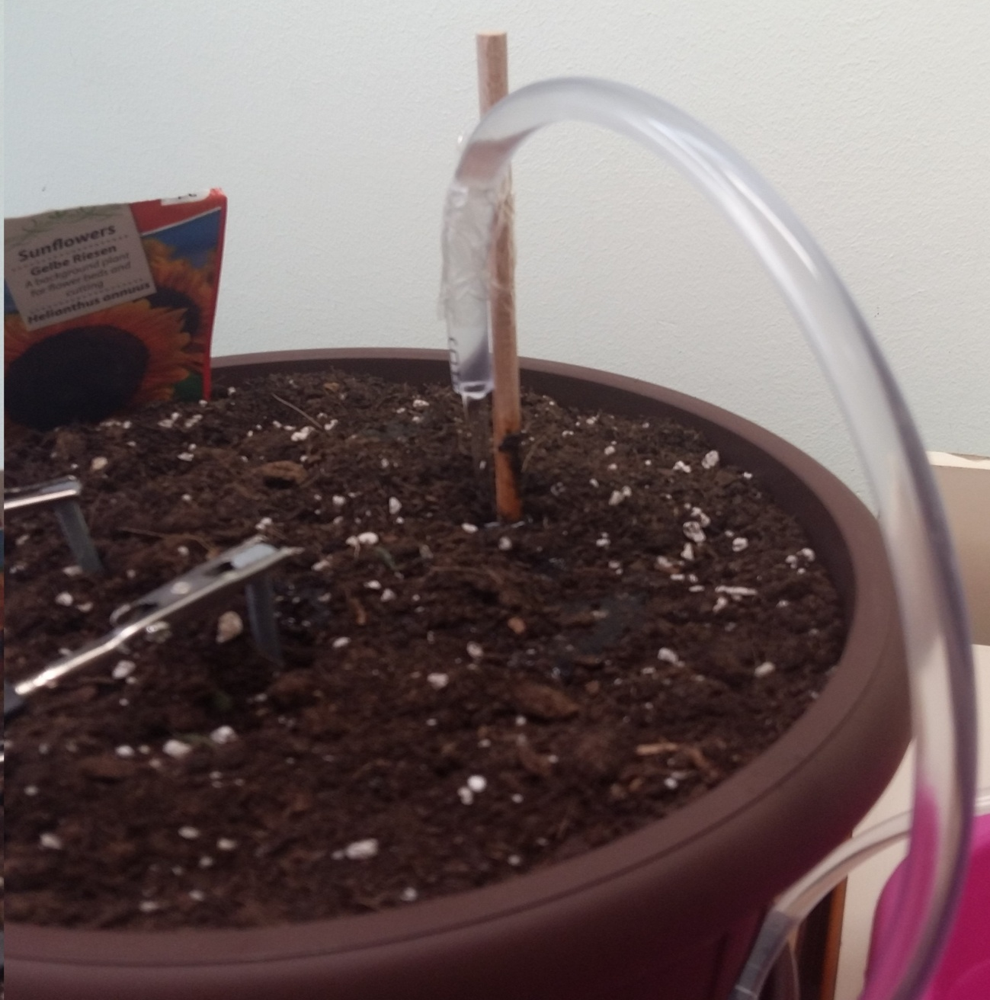 Sunflowers
Gelbe Riesen
A background plant
for flower beds and
cutting
Helianthus annuus